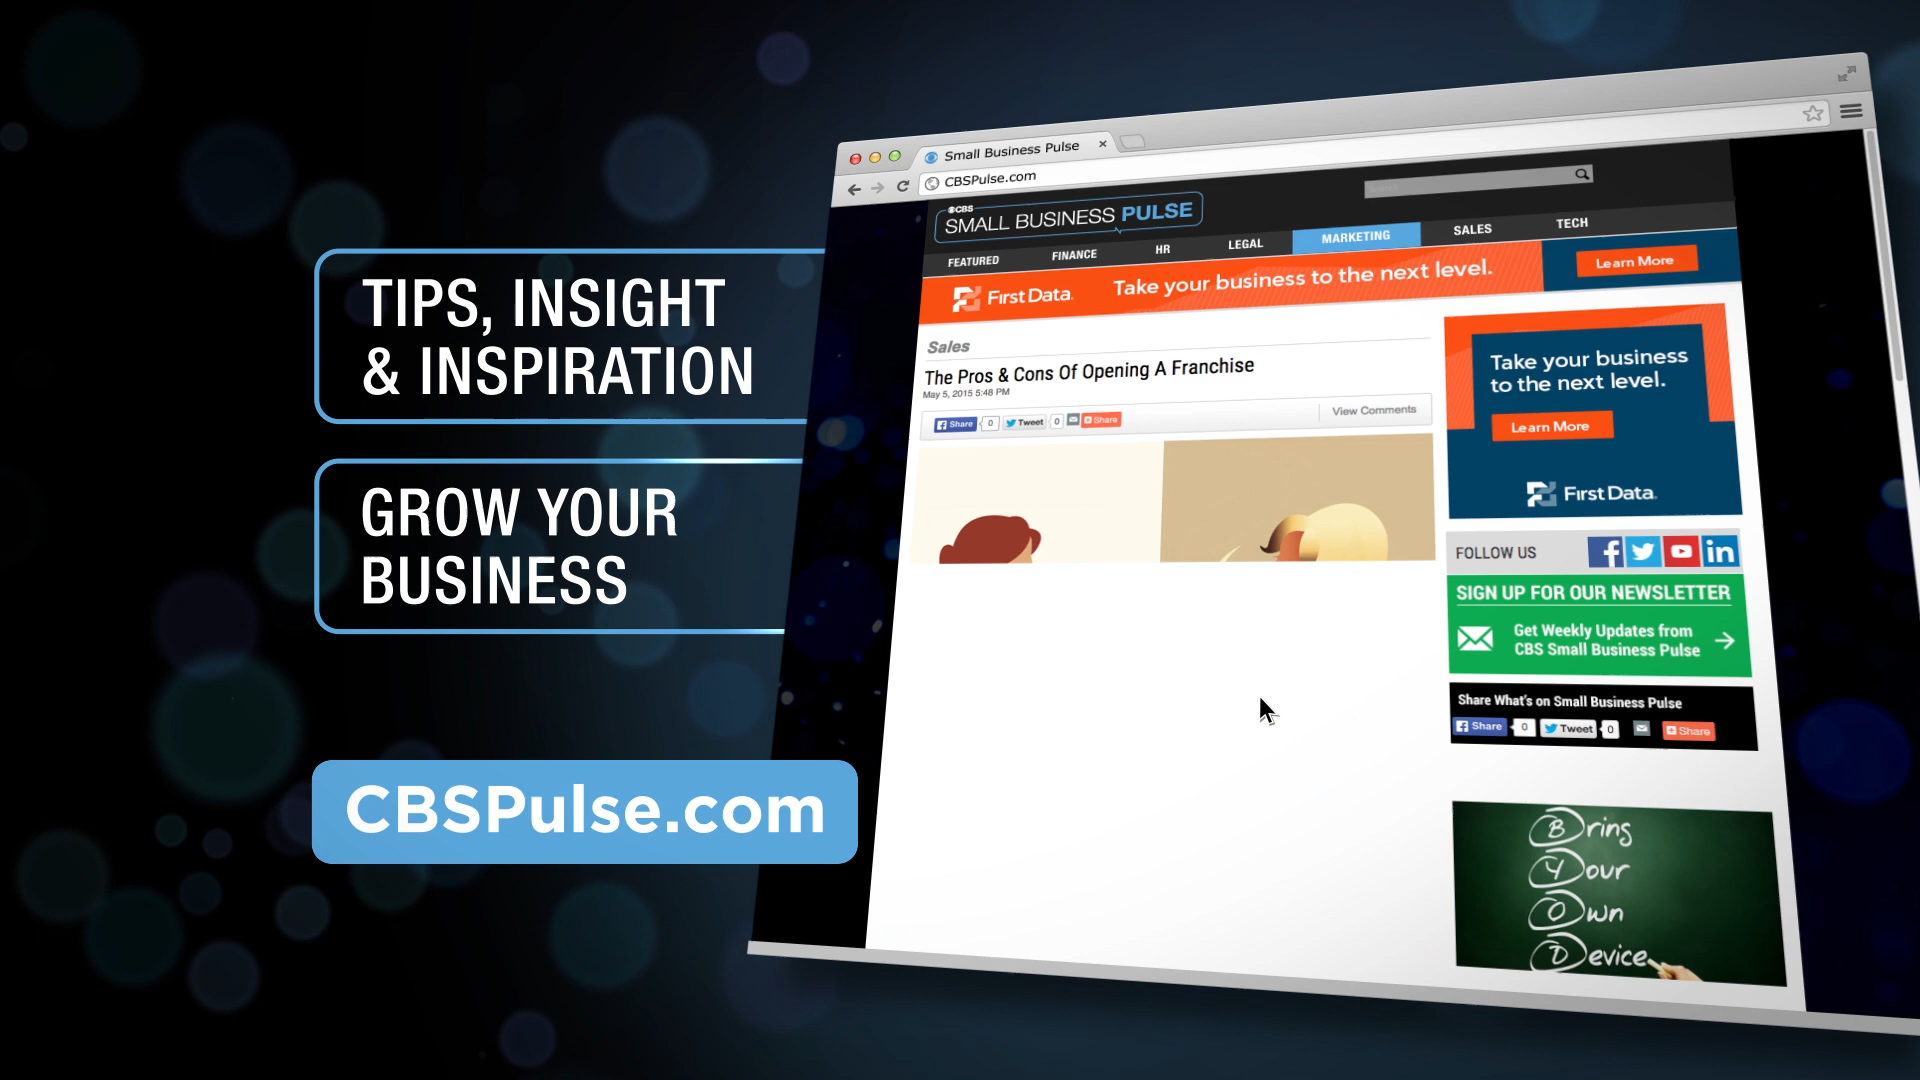 TIPS, INSIGHT
& INSPIRATION
GROW YOUR
BUSINESS
CBSPulse.com
Small Business Pulse
CBSPulse.com
CBS
SMALL BUSINESS PULSE
FEATURED FINANCE HR LEGAL MARKETING SALES TECH
First Data. Take your business to the next level. Learn More
Sales
The Pros & Cons Of Opening A Franchise
May 5, 2015 5:48 PM
Share 0 Tweet 0 Share View Comments
Take your business
to the next level.
Learn More
First Data.
FOLLOW US
SIGN UP FOR OUR NEWSLETTER
Get Weekly Updates from
CBS Small Business Pulse
Share What's on Small Business Pulse
Share 0 Tweet 0 Share
Bring
Your
Own
Device